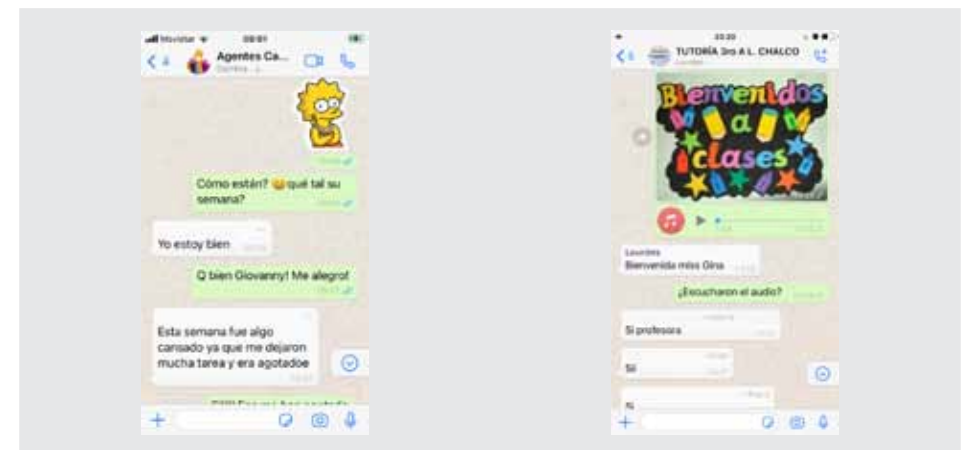 Agentes Ca...
Cómo están? 😄 qué tal su
semana?
Yo estoy bien
Q bien Giovanny! Me alegro!
Esta semana fue algo
cansado ya que me dejaron
mucha tarea y era agotadoe
TUTORÍA 3ro A L. CHALCO
Bienvenidos
a
clases
Lourdes
Bienvenida miss Gina
¿Escucharon el audio?
Si profesora
Sii
Si